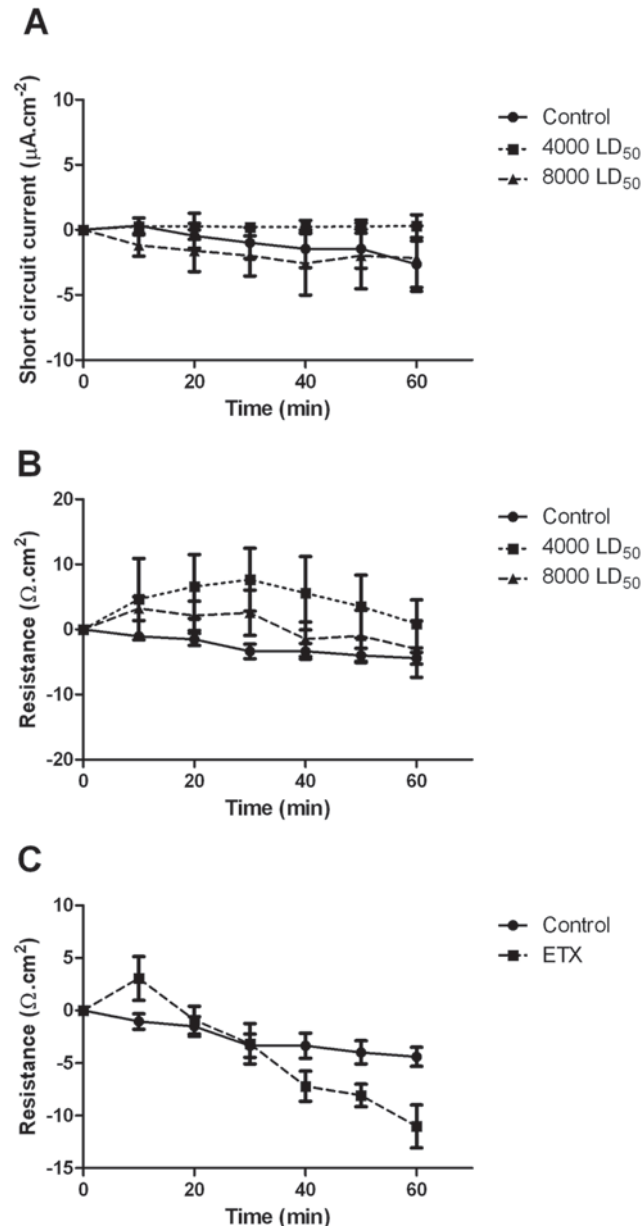 A
Short circuit current (μA.cm⁻²)
10
5
0
-5
-10
0 20 40 60
Time (min)
Control
4000 LD₅₀
8000 LD₅₀
B
Resistance (Ω.cm²)
20
10
0
-10
-20
0 20 40 60
Time (min)
Control
4000 LD₅₀
8000 LD₅₀
C
Resistance (Ω.cm²)
10
5
0
-5
-10
-15
0 20 40 60
Time (min)
Control
ETX